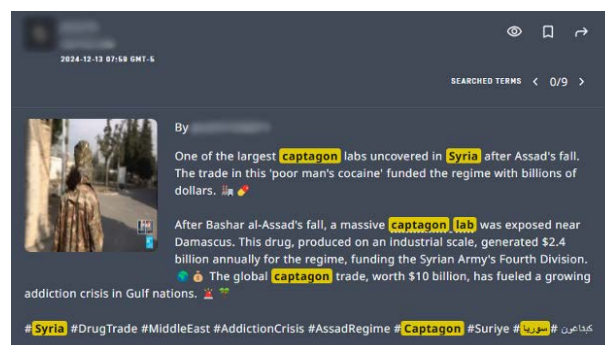 2024-12-13 07:59 GMT-5
SEARCHED TERMS < 0/9 >
By
One of the largest captagon labs uncovered in Syria after Assad's fall.
The trade in this 'poor man's cocaine' funded the regime with billions of
dollars. 🏭 💊
After Bashar al-Assad's fall, a massive captagon lab was exposed near
Damascus. This drug, produced on an industrial scale, generated $2.4
billion annually for the regime, funding the Syrian Army's Fourth Division.
🌍 💰 The global captagon trade, worth $10 billion, has fueled a growing
addiction crisis in Gulf nations. 🚨 🌴
#Syria #DrugTrade #MiddleEast #AddictionCrisis #AssadRegime #Captagon #Suriye #سوريا #كبتاغون